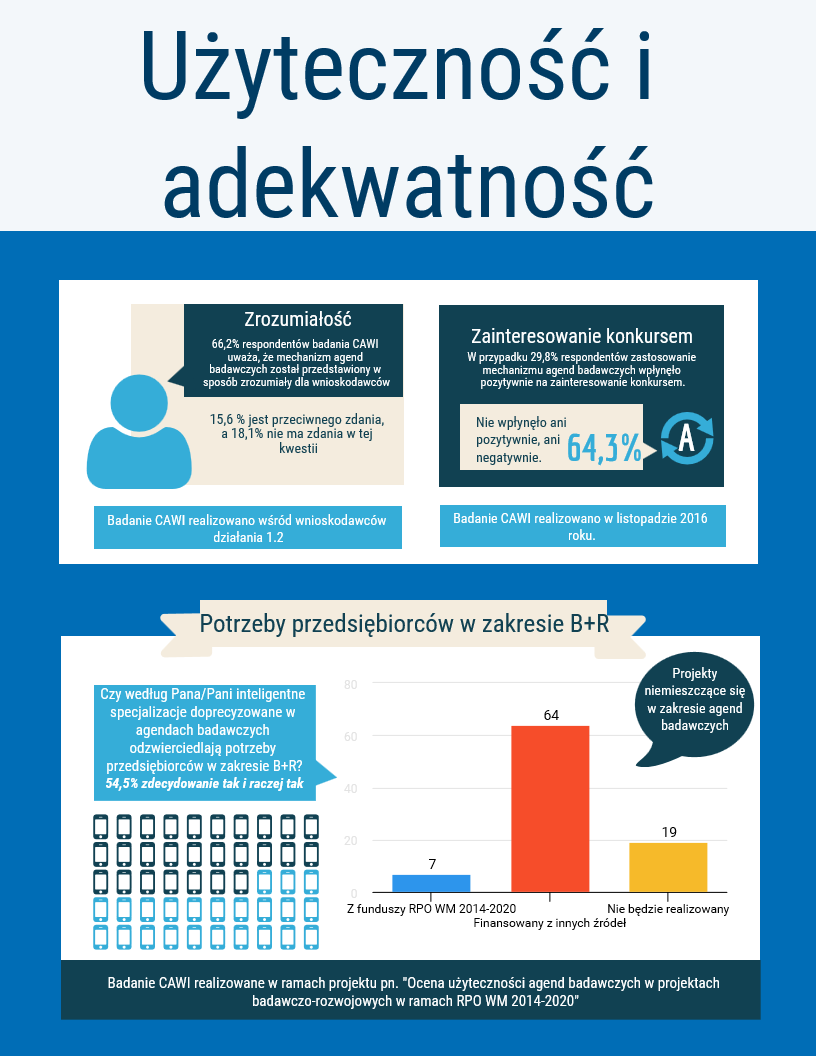 Użyteczność i
adekwatność
Zrozumiałość
66,2% respondentów badania CAWI
uważa, że mechanizm agend
badawczych został przedstawiony w
sposób zrozumiały dla wnioskodawców
15,6 % jest przeciwnego zdania,
a 18,1% nie ma zdania w tej
kwestii
Badanie CAWI realizowano wśród wnioskodawców
działania 1.2
Zainteresowanie konkursem
W przypadku 29,8% respondentów zastosowanie
mechanizmu agend badawczych wpłynęło
pozytywnie na zainteresowanie konkursem.
Nie wpłynęło ani
pozytywnie, ani
negatywnie.
64,3%
A
Badanie CAWI realizowano w listopadzie 2016
roku.
Potrzeby przedsiębiorców w zakresie B+R
Czy według Pana/Pani inteligentne
specjalizacje doprecyzowane w
agendach badawczych
odzwierciedlają potrzeby
przedsiębiorców w zakresie B+R?
54,5% zdecydowanie tak i raczej tak
Projekty
niemieszczące się
w zakresie agend
badawczych
80
60
40
20
0
7
64
19
Z funduszy RPO WM 2014-2020
Finansowany z innych źródeł
Nie będzie realizowany
Badanie CAWI realizowane w ramach projektu pn. "Ocena użyteczności agend badawczych w projektach
badawczo-rozwojowych w ramach RPO WM 2014-2020"